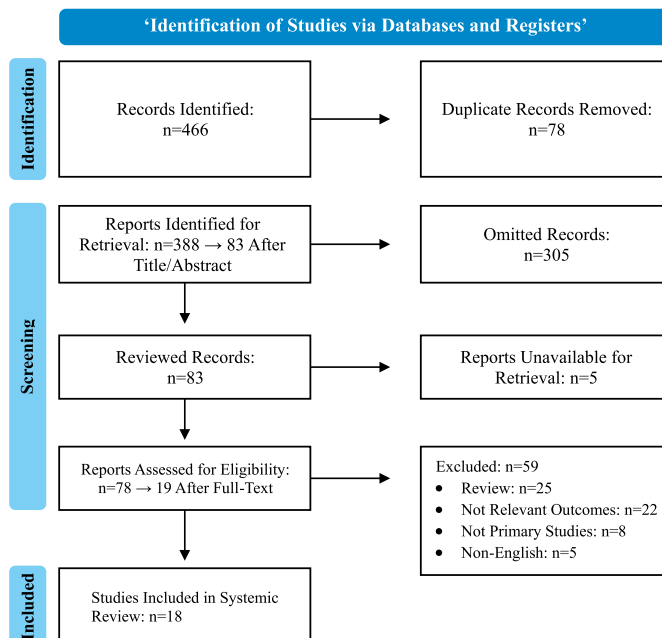 ‘Identification of Studies via Databases and Registers’
Identification
Records Identified:
n=466
Duplicate Records Removed:
n=78
Screening
Reports Identified for
Retrieval: n=388 → 83 After
Title/Abstract
Omitted Records:
n=305
Reviewed Records:
n=83
Reports Unavailable for
Retrieval: n=5
Reports Assessed for Eligibility:
n=78 → 19 After Full-Text
Excluded: n=59
• Review: n=25
• Not Relevant Outcomes: n=22
• Not Primary Studies: n=8
• Non-English: n=5
Included
Studies Included in Systemic
Review: n=18